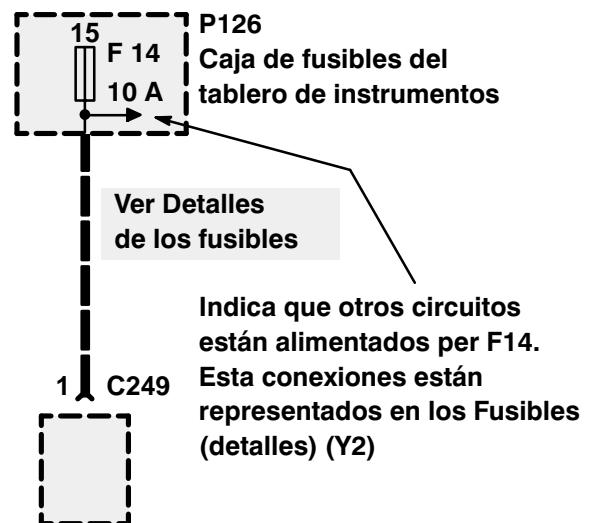 15
F 14
10 A
P126
Caja de fusibles del
tablero de instrumentos
Ver Detalles
de los fusibles
Indica que otros circuitos
están alimentados per F14.
Esta conexiones están
representados en los Fusibles
(detalles) (Y2)
1 C249